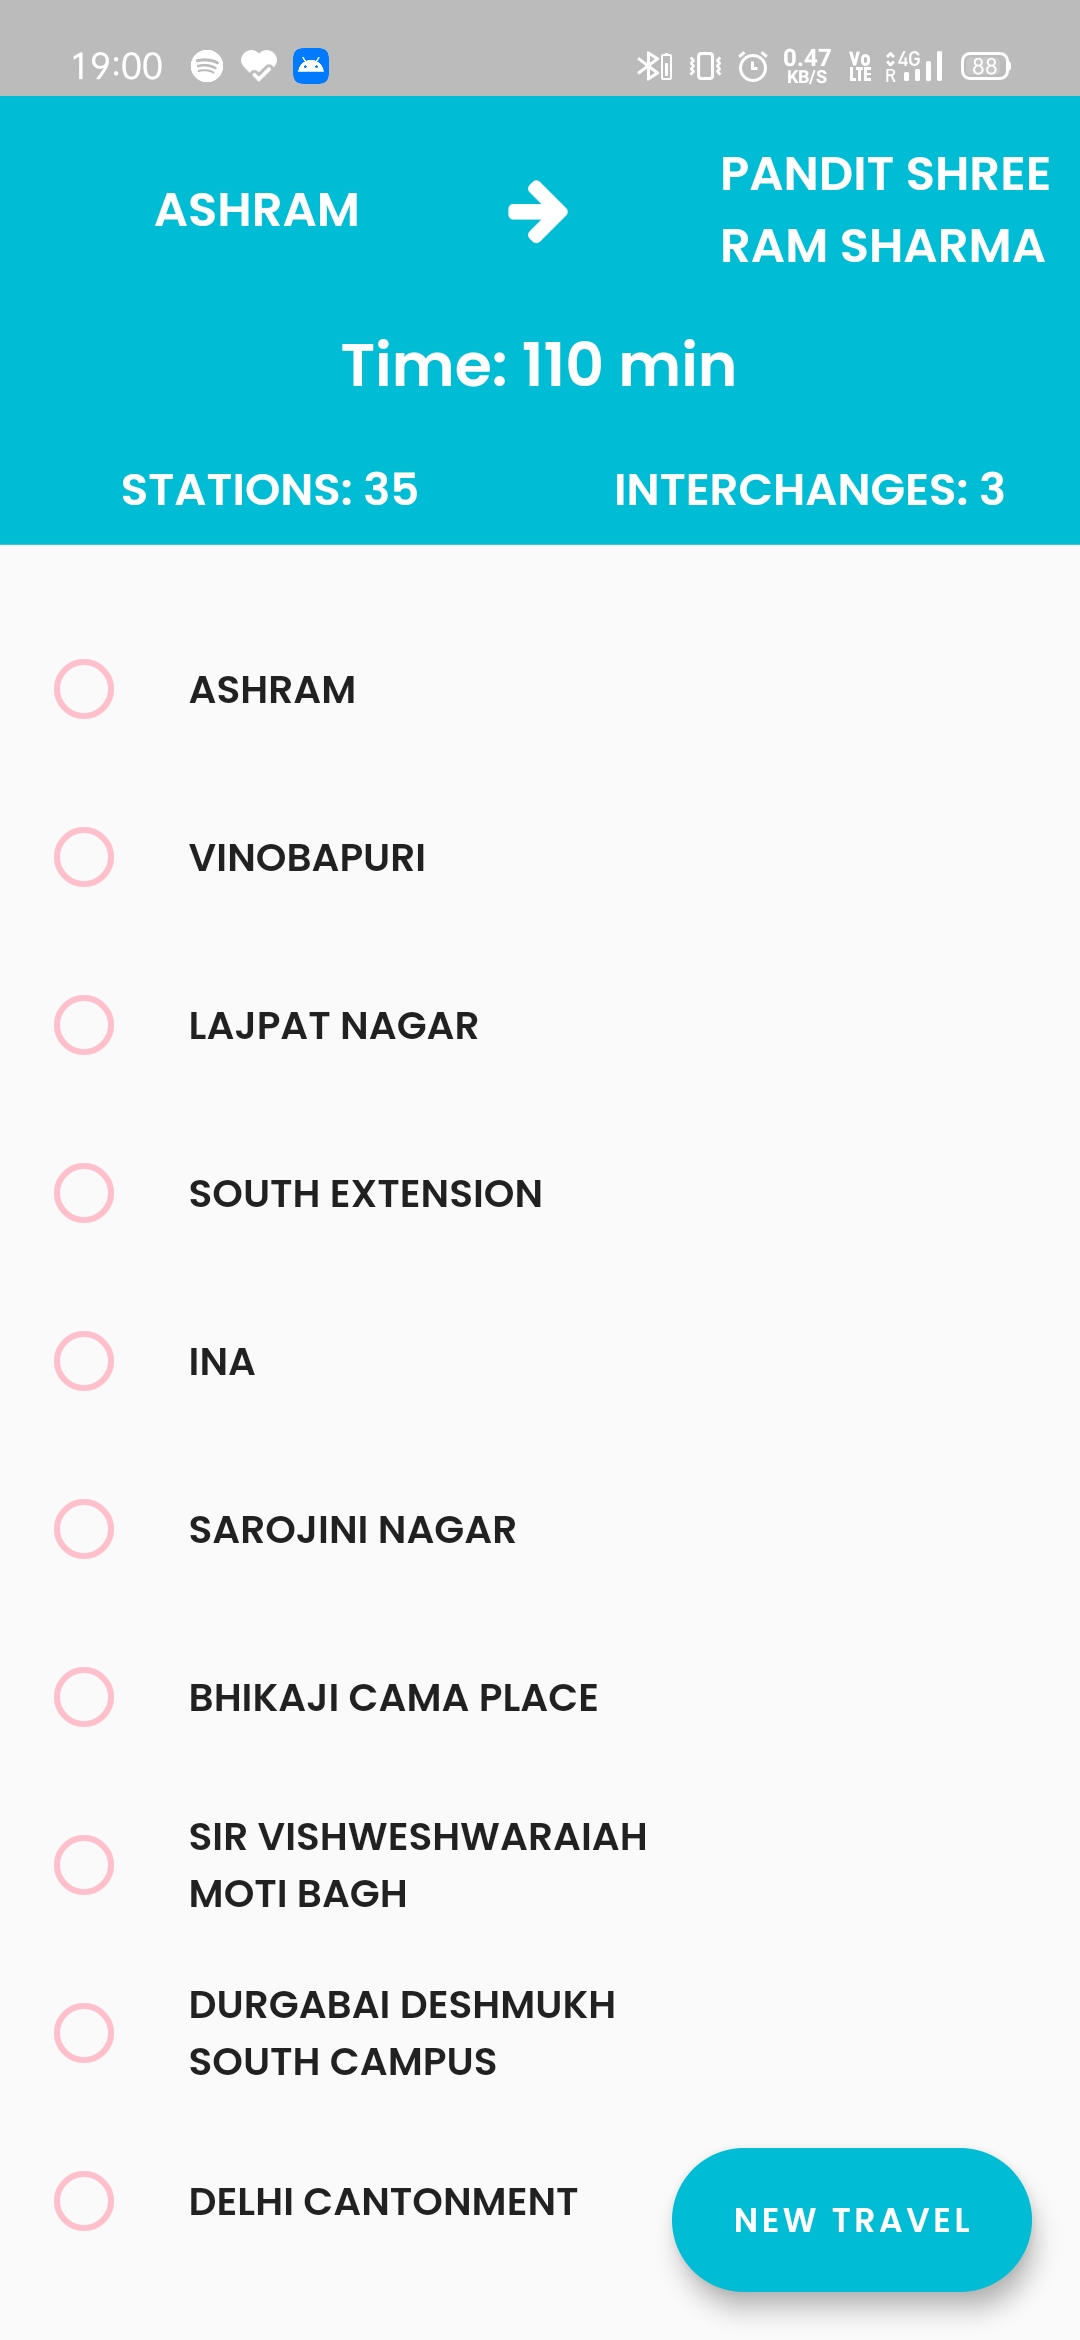 19:00
0.47
KB/S
Vo
LTE
4G
R
88
ASHRAM
PANDIT SHREE
RAM SHARMA
Time: 110 min
STATIONS: 35
INTERCHANGES: 3
ASHRAM
VINOBAPURI
LAJPAT NAGAR
SOUTH EXTENSION
INA
SAROJINI NAGAR
BHIKAJI CAMA PLACE
SIR VISHWESHWARAIAH
MOTI BAGH
DURGABAI DESHMUKH
SOUTH CAMPUS
DELHI CANTONMENT
NEW TRAVEL